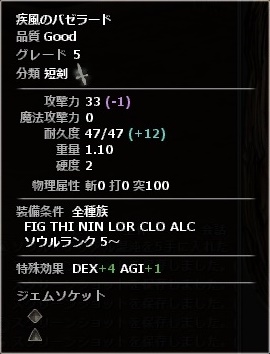 疾風のバゼラード
品質 Good
グレード 5
分類 短剣
攻撃力 33 (-1)
魔法攻撃力 0
耐久度 47/47 (+12)
重量 1.10
硬度 2
物理属性 斬0 打0 突100
装備条件 全種族
FIG THI NIN LOR CLO ALC
ソウルランク 5～
特殊効果 DEX+4 AGI+1
ジェムソケット